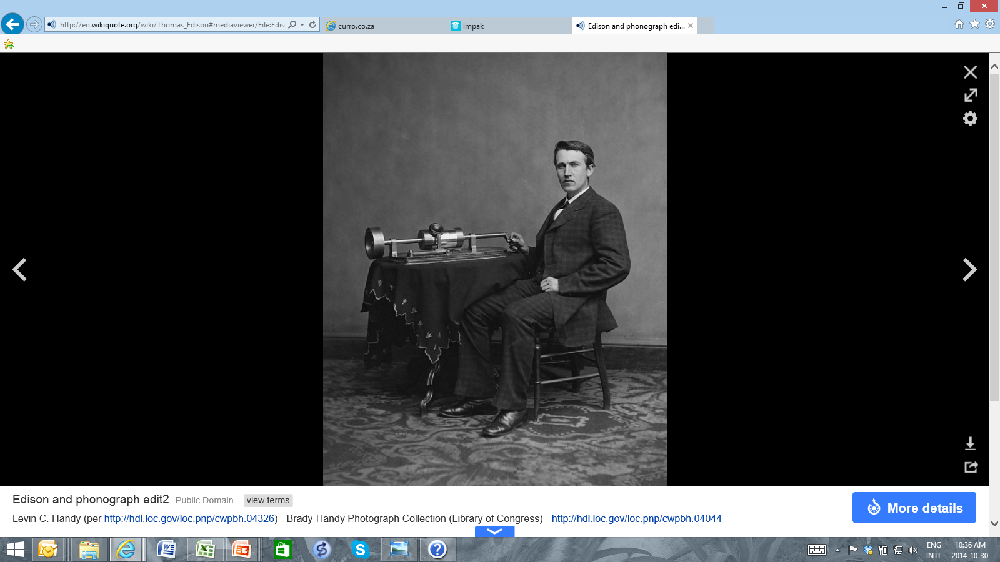 http://en.wikiquote.org/wiki/Thomas_Edison#mediaviewer/File:Edis
curro.co.za
Impak
Edison and phonograph edi...
Edison and phonograph edit2 Public Domain view terms
Levin C. Handy (per http://hdl.loc.gov/loc.pnp/cwpbh.04326) - Brady-Handy Photograph Collection (Library of Congress) - http://hdl.loc.gov/loc.pnp/cwpbh.04044
More details
ENG 10:36 AM
INTL 2014-10-30